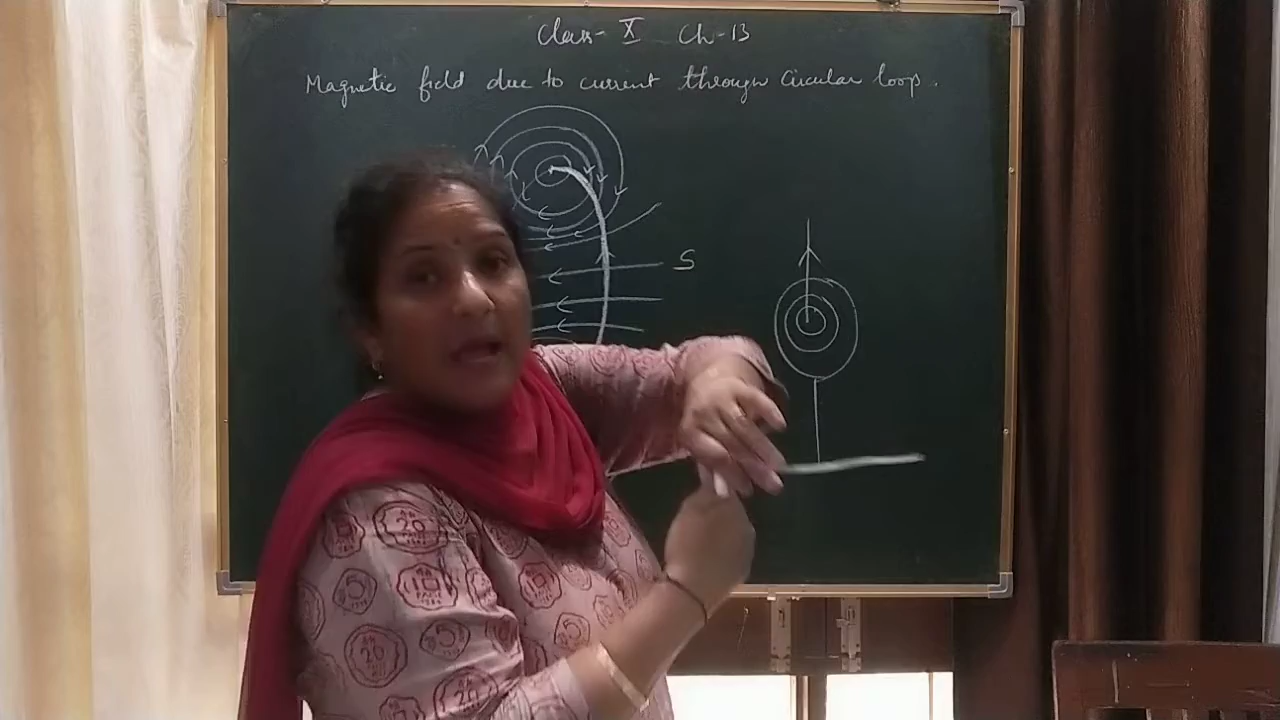 Class - X Ch - 13
Magnetic field due to current through Circular loop.
S